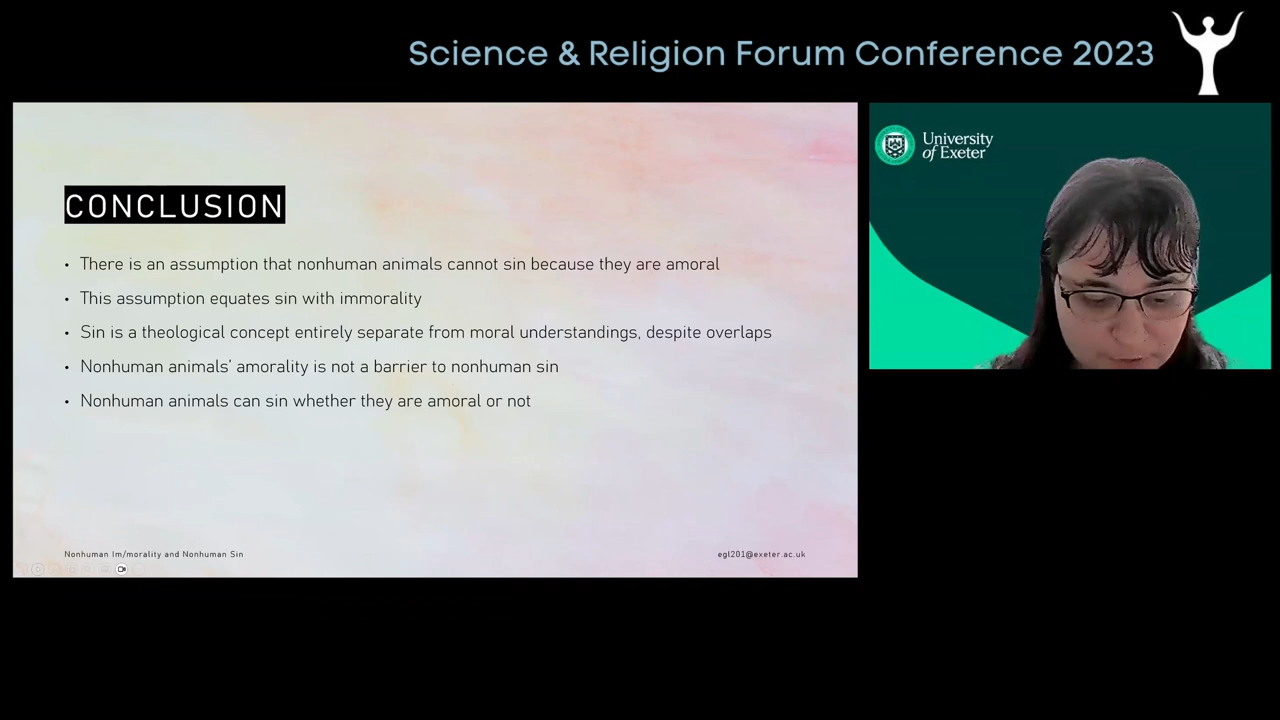 Science & Religion Forum Conference 2023
University
of Exeter
CONCLUSION
• There is an assumption that nonhuman animals cannot sin because they are amoral
• This assumption equates sin with immorality
• Sin is a theological concept entirely separate from moral understandings, despite overlaps
• Nonhuman animals' amorality is not a barrier to nonhuman sin
• Nonhuman animals can sin whether they are amoral or not
Nonhuman Im/morality and Nonhuman Sin
egl201@exeter.ac.uk